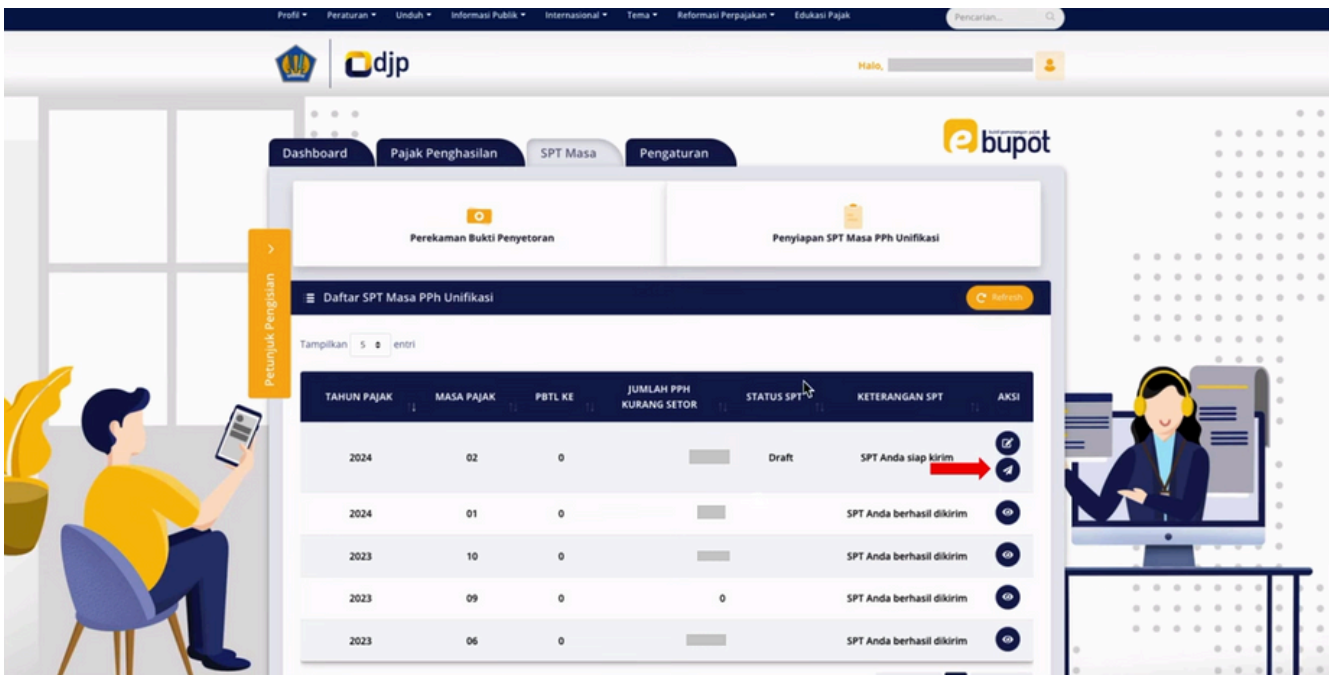 Profil Peraturan Unduh Informasi Publik Internasional Tema Reformasi Perpajakan Edukasi Pajak Pencarian...
djp
Halo,
Dashboard Pajak Penghasilan SPT Masa Pengaturan
e bupot
Perekaman Bukti Penyetoran Penyiapan SPT Masa PPh Unifikasi
Petunjuk Pengisian
Daftar SPT Masa PPh Unifikasi Refresh
Tampilkan 5 entri
TAHUN PAJAK MASA PAJAK PBTL KE JUMLAH PPH KURANG SETOR STATUS SPT KETERANGAN SPT AKSI
2024 02 0 Draft SPT Anda siap kirim
2024 01 0 SPT Anda berhasil dikirim
2023 10 0 SPT Anda berhasil dikirim
2023 09 0 0 SPT Anda berhasil dikirim
2023 06 0 SPT Anda berhasil dikirim